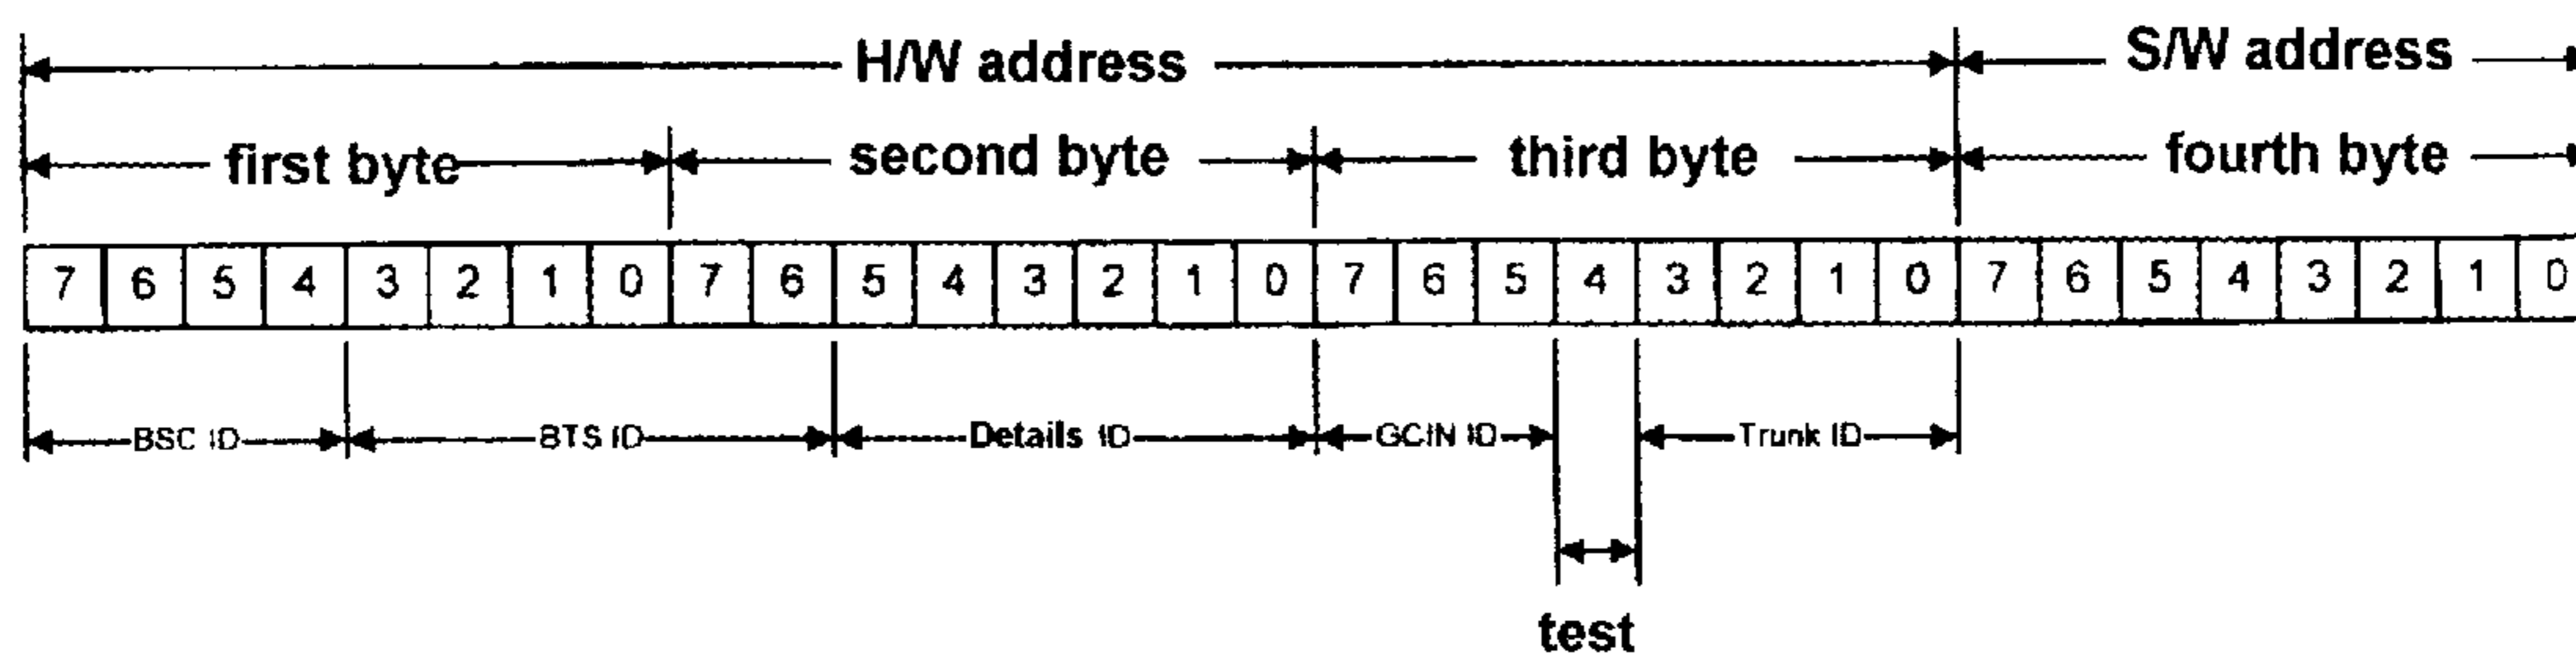 H/W address S/W address
first byte second byte third byte fourth byte
7 6 5 4 3 2 1 0 7 6 5 4 3 2 1 0 7 6 5 4 3 2 1 0 7 6 5 4 3 2 1 0
BSC ID BTS ID Details ID GCIN ID Trunk ID
test